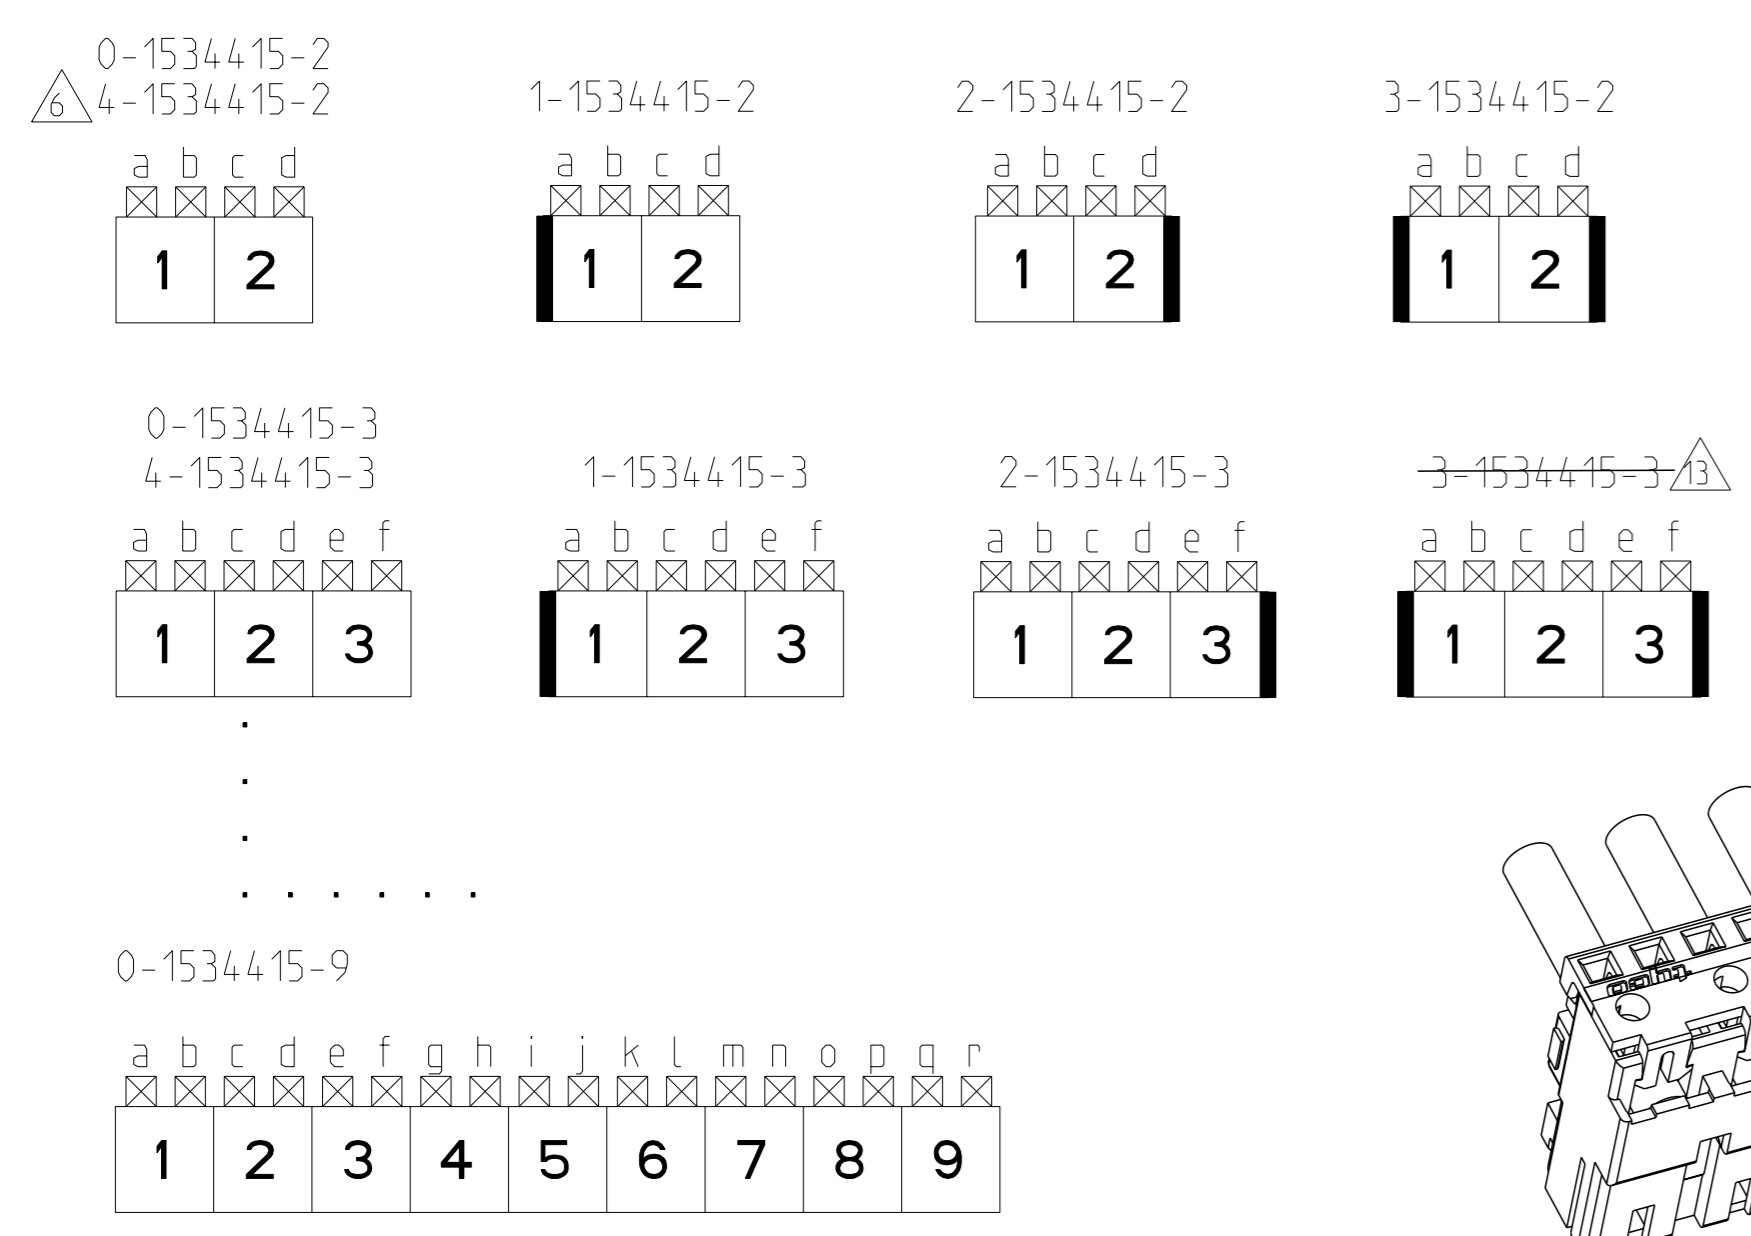 0-1534415-2
6 4-1534415-2 1-1534415-2 2-1534415-2 3-1534415-2
a b c d a b c d a b c d a b c d
1 2 1 2 1 2 1 2
0-1534415-3
4-1534415-3 1-1534415-3 2-1534415-3 3-1534415-3 13
a b c d e f a b c d e f a b c d e f a b c d e f
1 2 3 1 2 3 1 2 3 1 2 3
0-1534415-9
a b c d e f g h i j k l m n o p q r
1 2 3 4 5 6 7 8 9